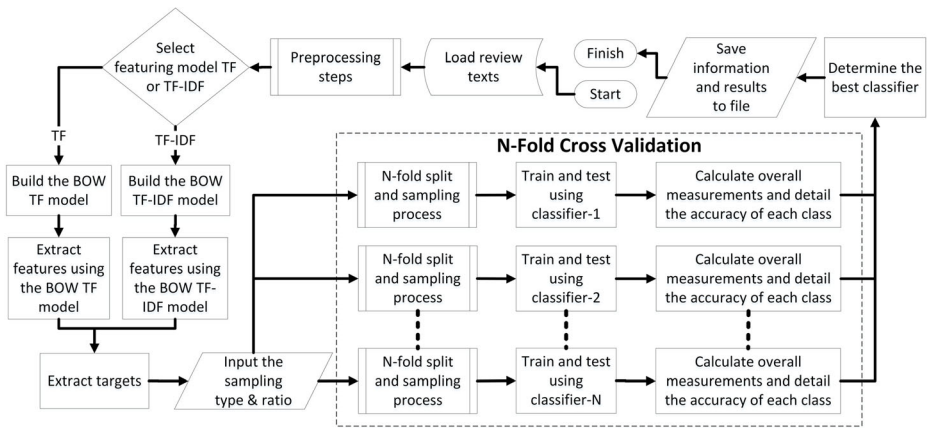 Select
featuring model TF
or TF-IDF
Preprocessing
steps
Load review
texts
Finish
Start
Save
information
and results
to file
Determine the
best classifier
TF
TF-IDF
Build the BOW
TF model
Build the BOW
TF-IDF model
Extract
features using
the BOW TF
model
Extract
features using
the BOW TF-
IDF model
Extract targets
Input the
sampling
type & ratio
N-Fold Cross Validation
N-fold split
and sampling
process
Train and test
using
classifier-1
Calculate overall
measurements and detail
the accuracy of each class
N-fold split
and sampling
process
Train and test
using
classifier-2
Calculate overall
measurements and detail
the accuracy of each class
N-fold split
and sampling
process
Train and test
using
classifier-N
Calculate overall
measurements and detail
the accuracy of each class